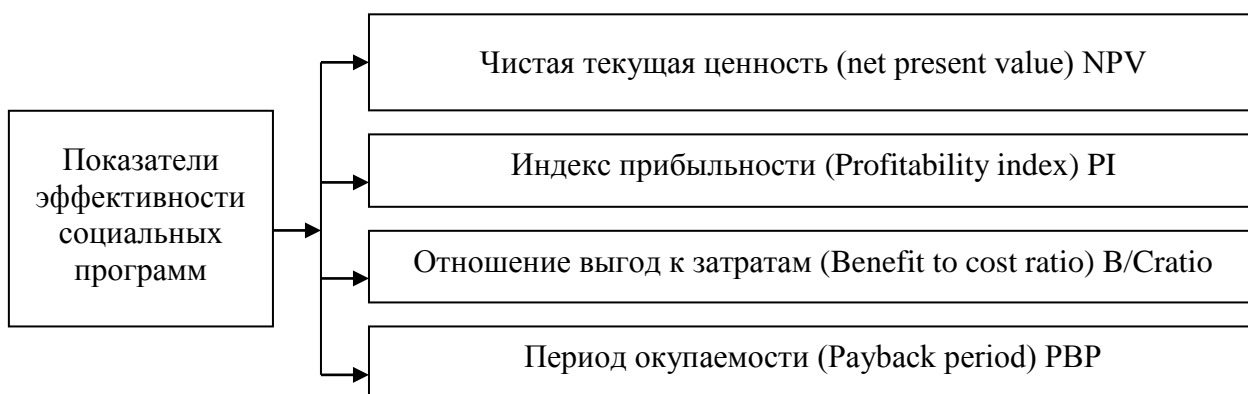 Показатели
эффективности
социальных
программ
Чистая текущая ценность (net present value) NPV
Индекс прибыльности (Profitability index) PI
Отношение выгод к затратам (Benefit to cost ratio) B/Cratio
Период окупаемости (Payback period) PBP